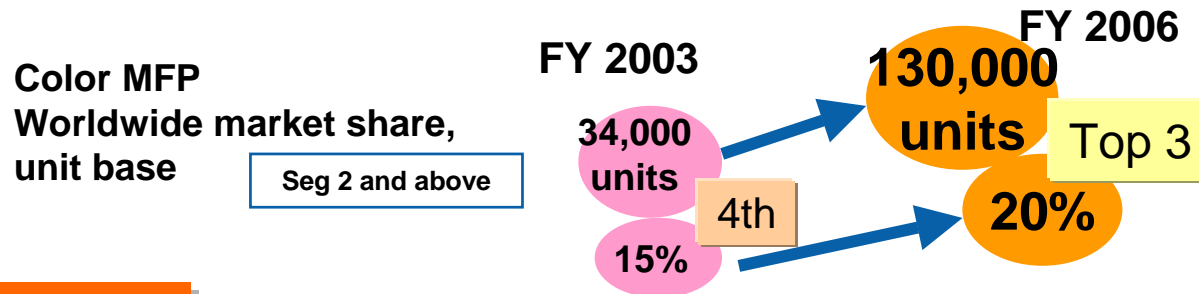 Color MFP
Worldwide market share,
unit base
Seg 2 and above
FY 2003
34,000
units
4th
15%
FY 2006
130,000
units
Top 3
20%